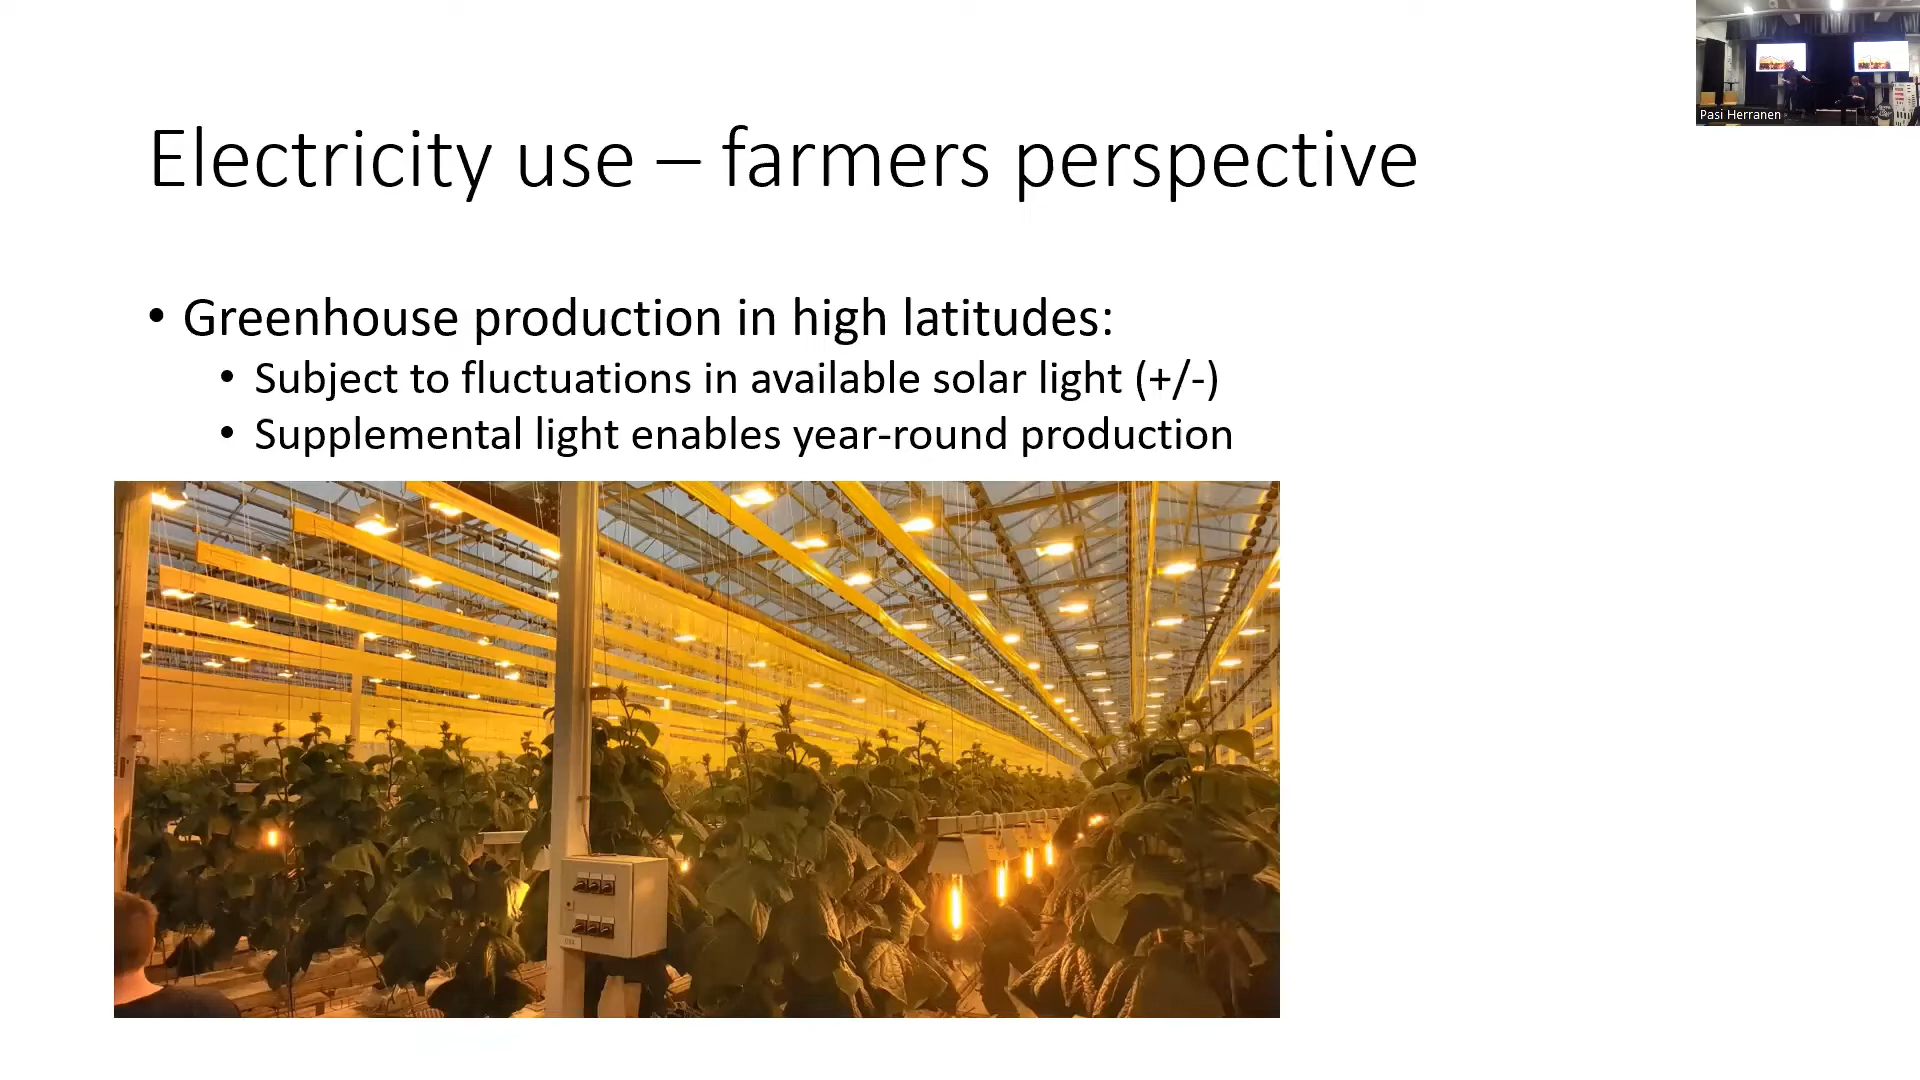 Pasi Herranen
Electricity use – farmers perspective
• Greenhouse production in high latitudes:
• Subject to fluctuations in available solar light (+/-)
• Supplemental light enables year-round production